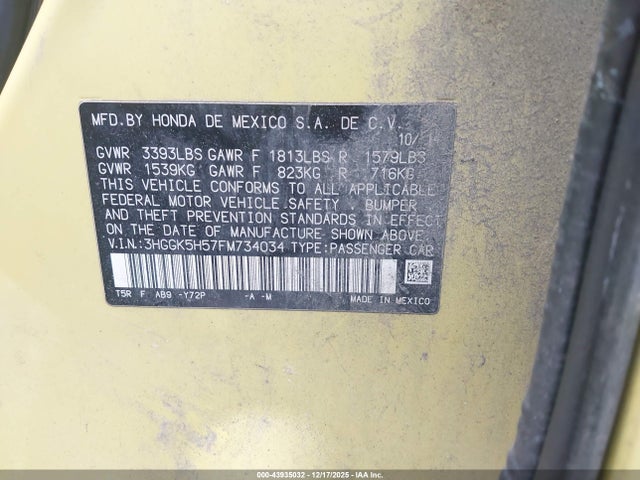 MFD.BY HONDA DE MEXICO S.A. DE C.V.
10/1
GVWR 3393LBS GAWR F 1813LBS R 1579LBS
GVWR 1539KG GAWR F 823KG R 716KG
THIS VEHICLE CONFORMS TO ALL APPLICABLE
FEDERAL MOTOR VEHICLE SAFETY, BUMPER
AND THEFT PREVENTION STANDARDS IN EFFECT
ON THE DATE OF MANUFACTURE SHOWN ABOVE.
V.I.N.:3HGGK5H57FM734034 TYPE:PASSENGER CAR
T5R F AB9 -Y72P -A -M MADE IN MEXICO
000-43935032 - 12/17/2025 - IAA Inc.